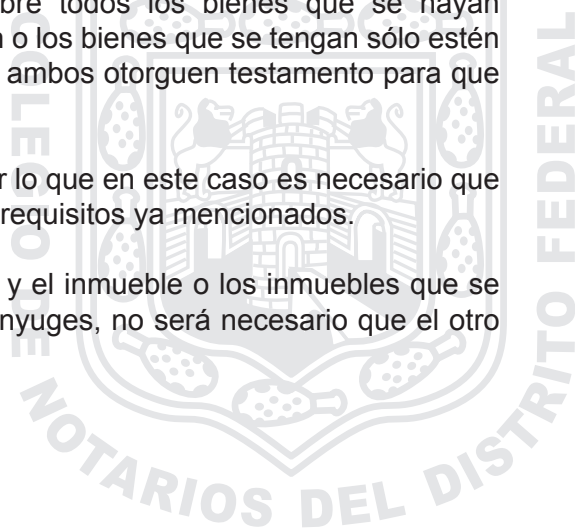 bre todos los bienes que se hayan
n o los bienes que se tengan sólo estén
ambos otorguen testamento para que
r lo que en este caso es necesario que
requisitos ya mencionados.
y el inmueble o los inmuebles que se
nyuges, no será necesario que el otro
COLEGIO DE NOTARIOS DEL DISTRITO FEDERAL